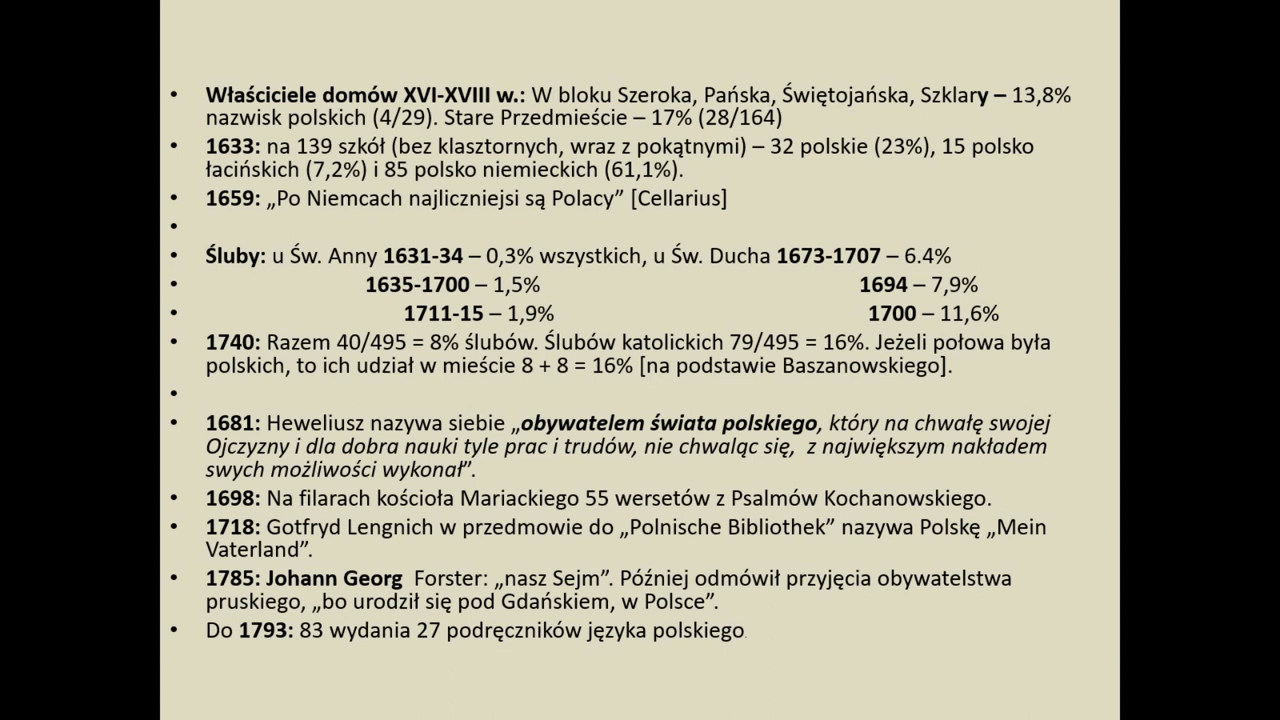 • Właściciele domów XVI-XVIII w.: W bloku Szeroka, Pańska, Świętojańska, Szklary – 13,8%
nazwisk polskich (4/29). Stare Przedmieście – 17% (28/164)
• 1633: na 139 szkół (bez klasztornych, wraz z pokątnymi) – 32 polskie (23%), 15 polsko
łacińskich (7,2%) i 85 polsko niemieckich (61,1%).
• 1659: „Po Niemcach najliczniejsi są Polacy” [Cellarius]
•
• Śluby: u Św. Anny 1631-34 – 0,3% wszystkich, u Św. Ducha 1673-1707 – 6.4%
• 1635-1700 – 1,5% 1694 – 7,9%
• 1711-15 – 1,9% 1700 – 11,6%
• 1740: Razem 40/495 = 8% ślubów. Ślubów katolickich 79/495 = 16%. Jeżeli połowa była
polskich, to ich udział w mieście 8 + 8 = 16% [na podstawie Baszanowskiego].
•
• 1681: Heweliusz nazywa siebie „obywatelem świata polskiego, który na chwałę swojej
Ojczyzny i dla dobra nauki tyle prac i trudów, nie chwaląc się, z największym nakładem
swych możliwości wykonał”.
• 1698: Na filarach kościoła Mariackiego 55 wersetów z Psalmów Kochanowskiego.
• 1718: Gotfryd Lengnich w przedmowie do „Polnische Bibliothek” nazywa Polskę „Mein
Vaterland”.
• 1785: Johann Georg Forster: „nasz Sejm”. Później odmówił przyjęcia obywatelstwa
pruskiego, „bo urodził się pod Gdańskiem, w Polsce”.
• Do 1793: 83 wydania 27 podręczników języka polskiego.